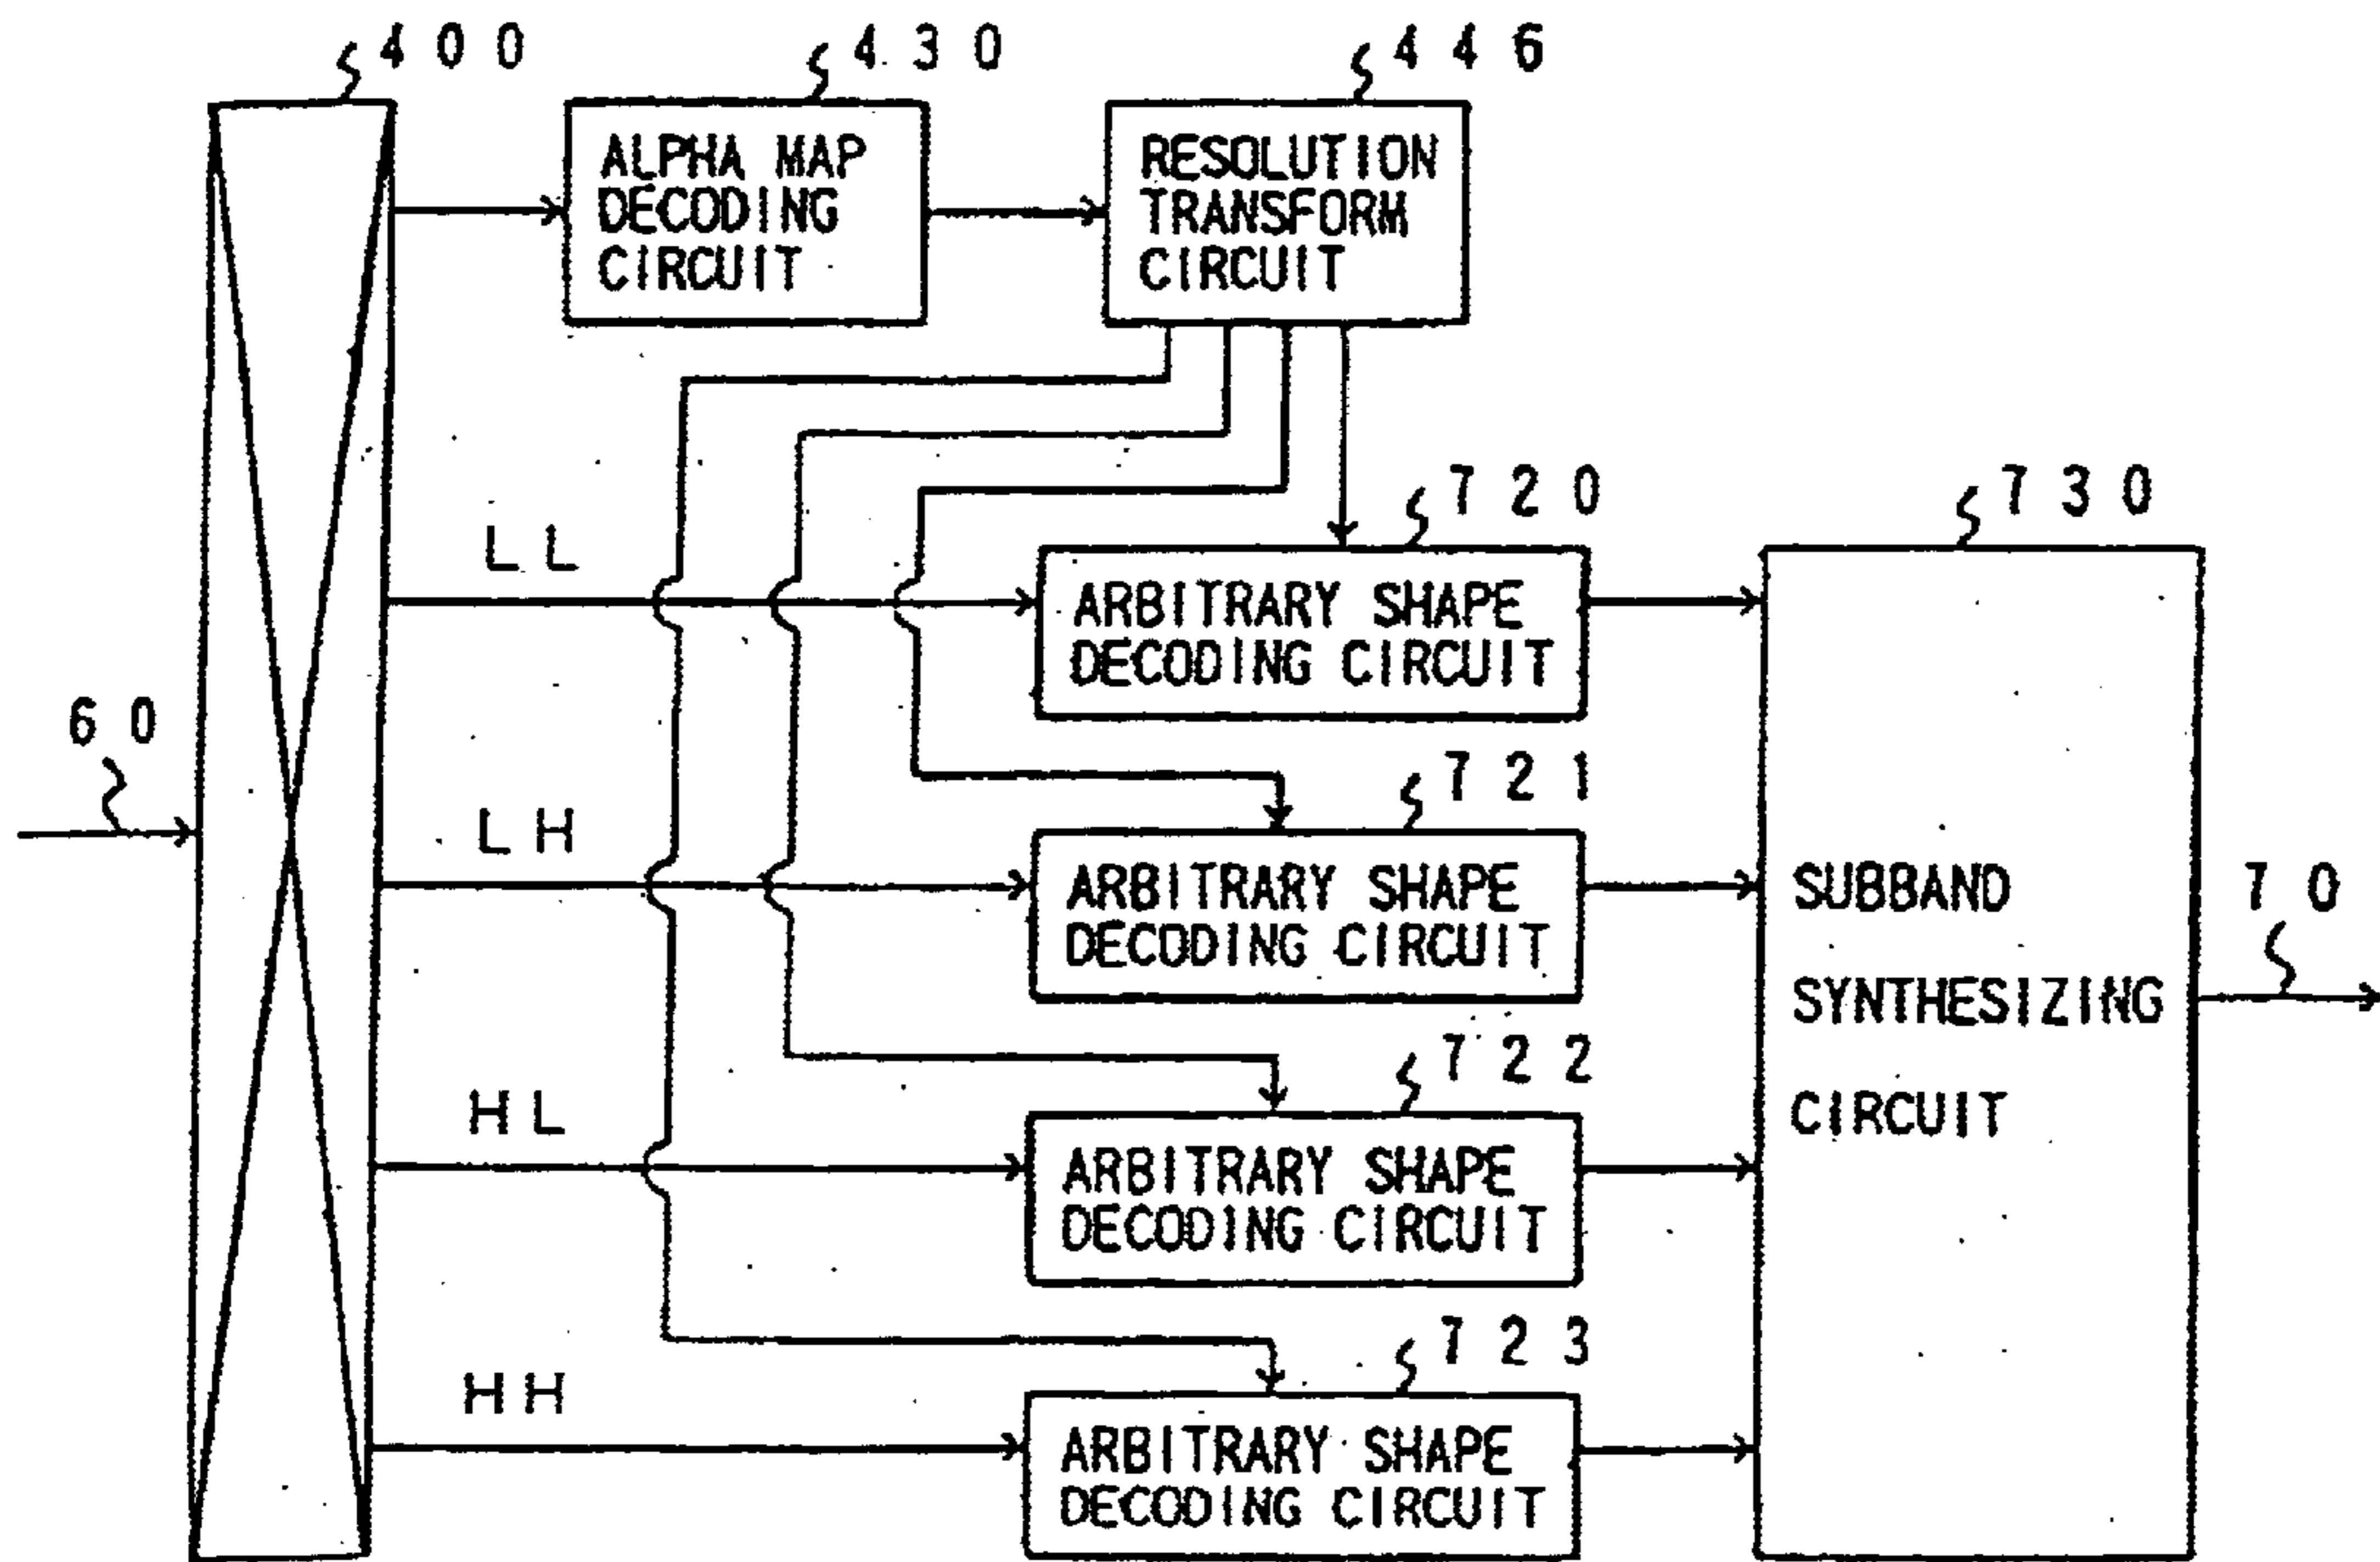 400
430
446
ALPHA MAP
DECODING
CIRCUIT
RESOLUTION
TRANSFORM
CIRCUIT
720
730
LL
ARBITRARY SHAPE
DECODING CIRCUIT
60
721
LH
ARBITRARY SHAPE
DECODING CIRCUIT
SUBBAND
SYNTHESIZING
CIRCUIT
70
722
HL
ARBITRARY SHAPE
DECODING CIRCUIT
723
HH
ARBITRARY SHAPE
DECODING CIRCUIT